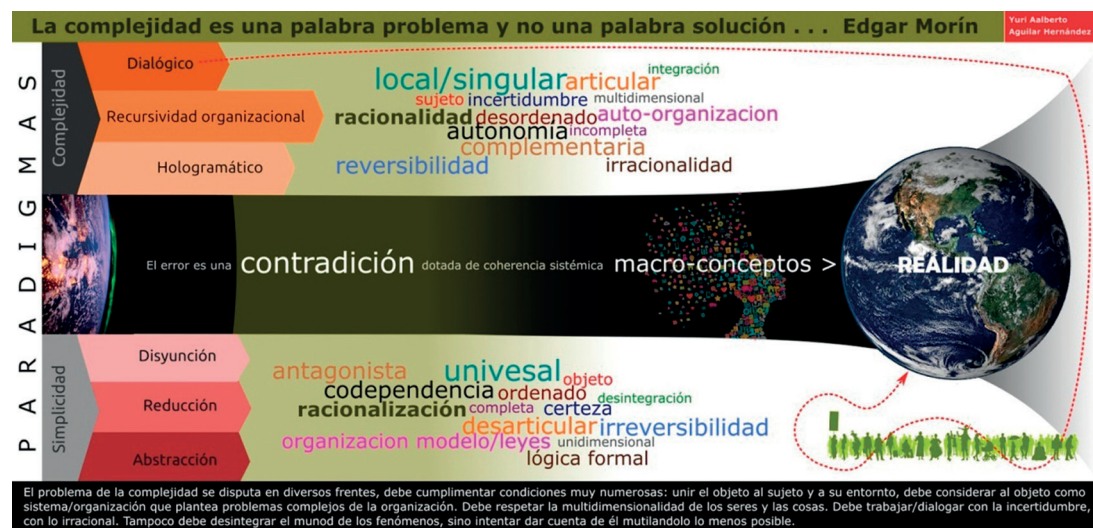 La complejidad es una palabra problema y no una palabra solución . . .   Edgar Morín
Yuri Aalberto
Aguilar Hernández
PARADIGMAS
Complejidad
Dialógico
Recursividad organizacional
Hologramático
local/singular articular integración
sujeto incertidumbre multidimensional
racionalidad desordenado auto-organizacion
autonomía incompleta
complementaria
reversibilidad irracionalidad
El error es una contradicción dotada de coherencia sistémica macro-conceptos > REALIDAD
Simplicidad
Disyunción
Reducción
Abstracción
antagonista univesal objeto
codependencia ordenado desintegración
racionalización completa certeza
desarticular irreversibilidad
organizacion modelo/leyes unidimensional
lógica formal
El problema de la complejidad se disputa en diversos frentes, debe cumplimentar condiciones muy numerosas: unir el objeto al sujeto y a su entornto, debe considerar al objeto como
sistema/organización que plantea problemas complejos de la organización. Debe respetar la multidimensionalidad de los seres y las cosas. Debe trabajar/dialogar con la incertidumbre,
con lo irracional. Tampoco debe desintegrar el munod de los fenómenos, sino intentar dar cuenta de él mutilandolo lo menos posible.